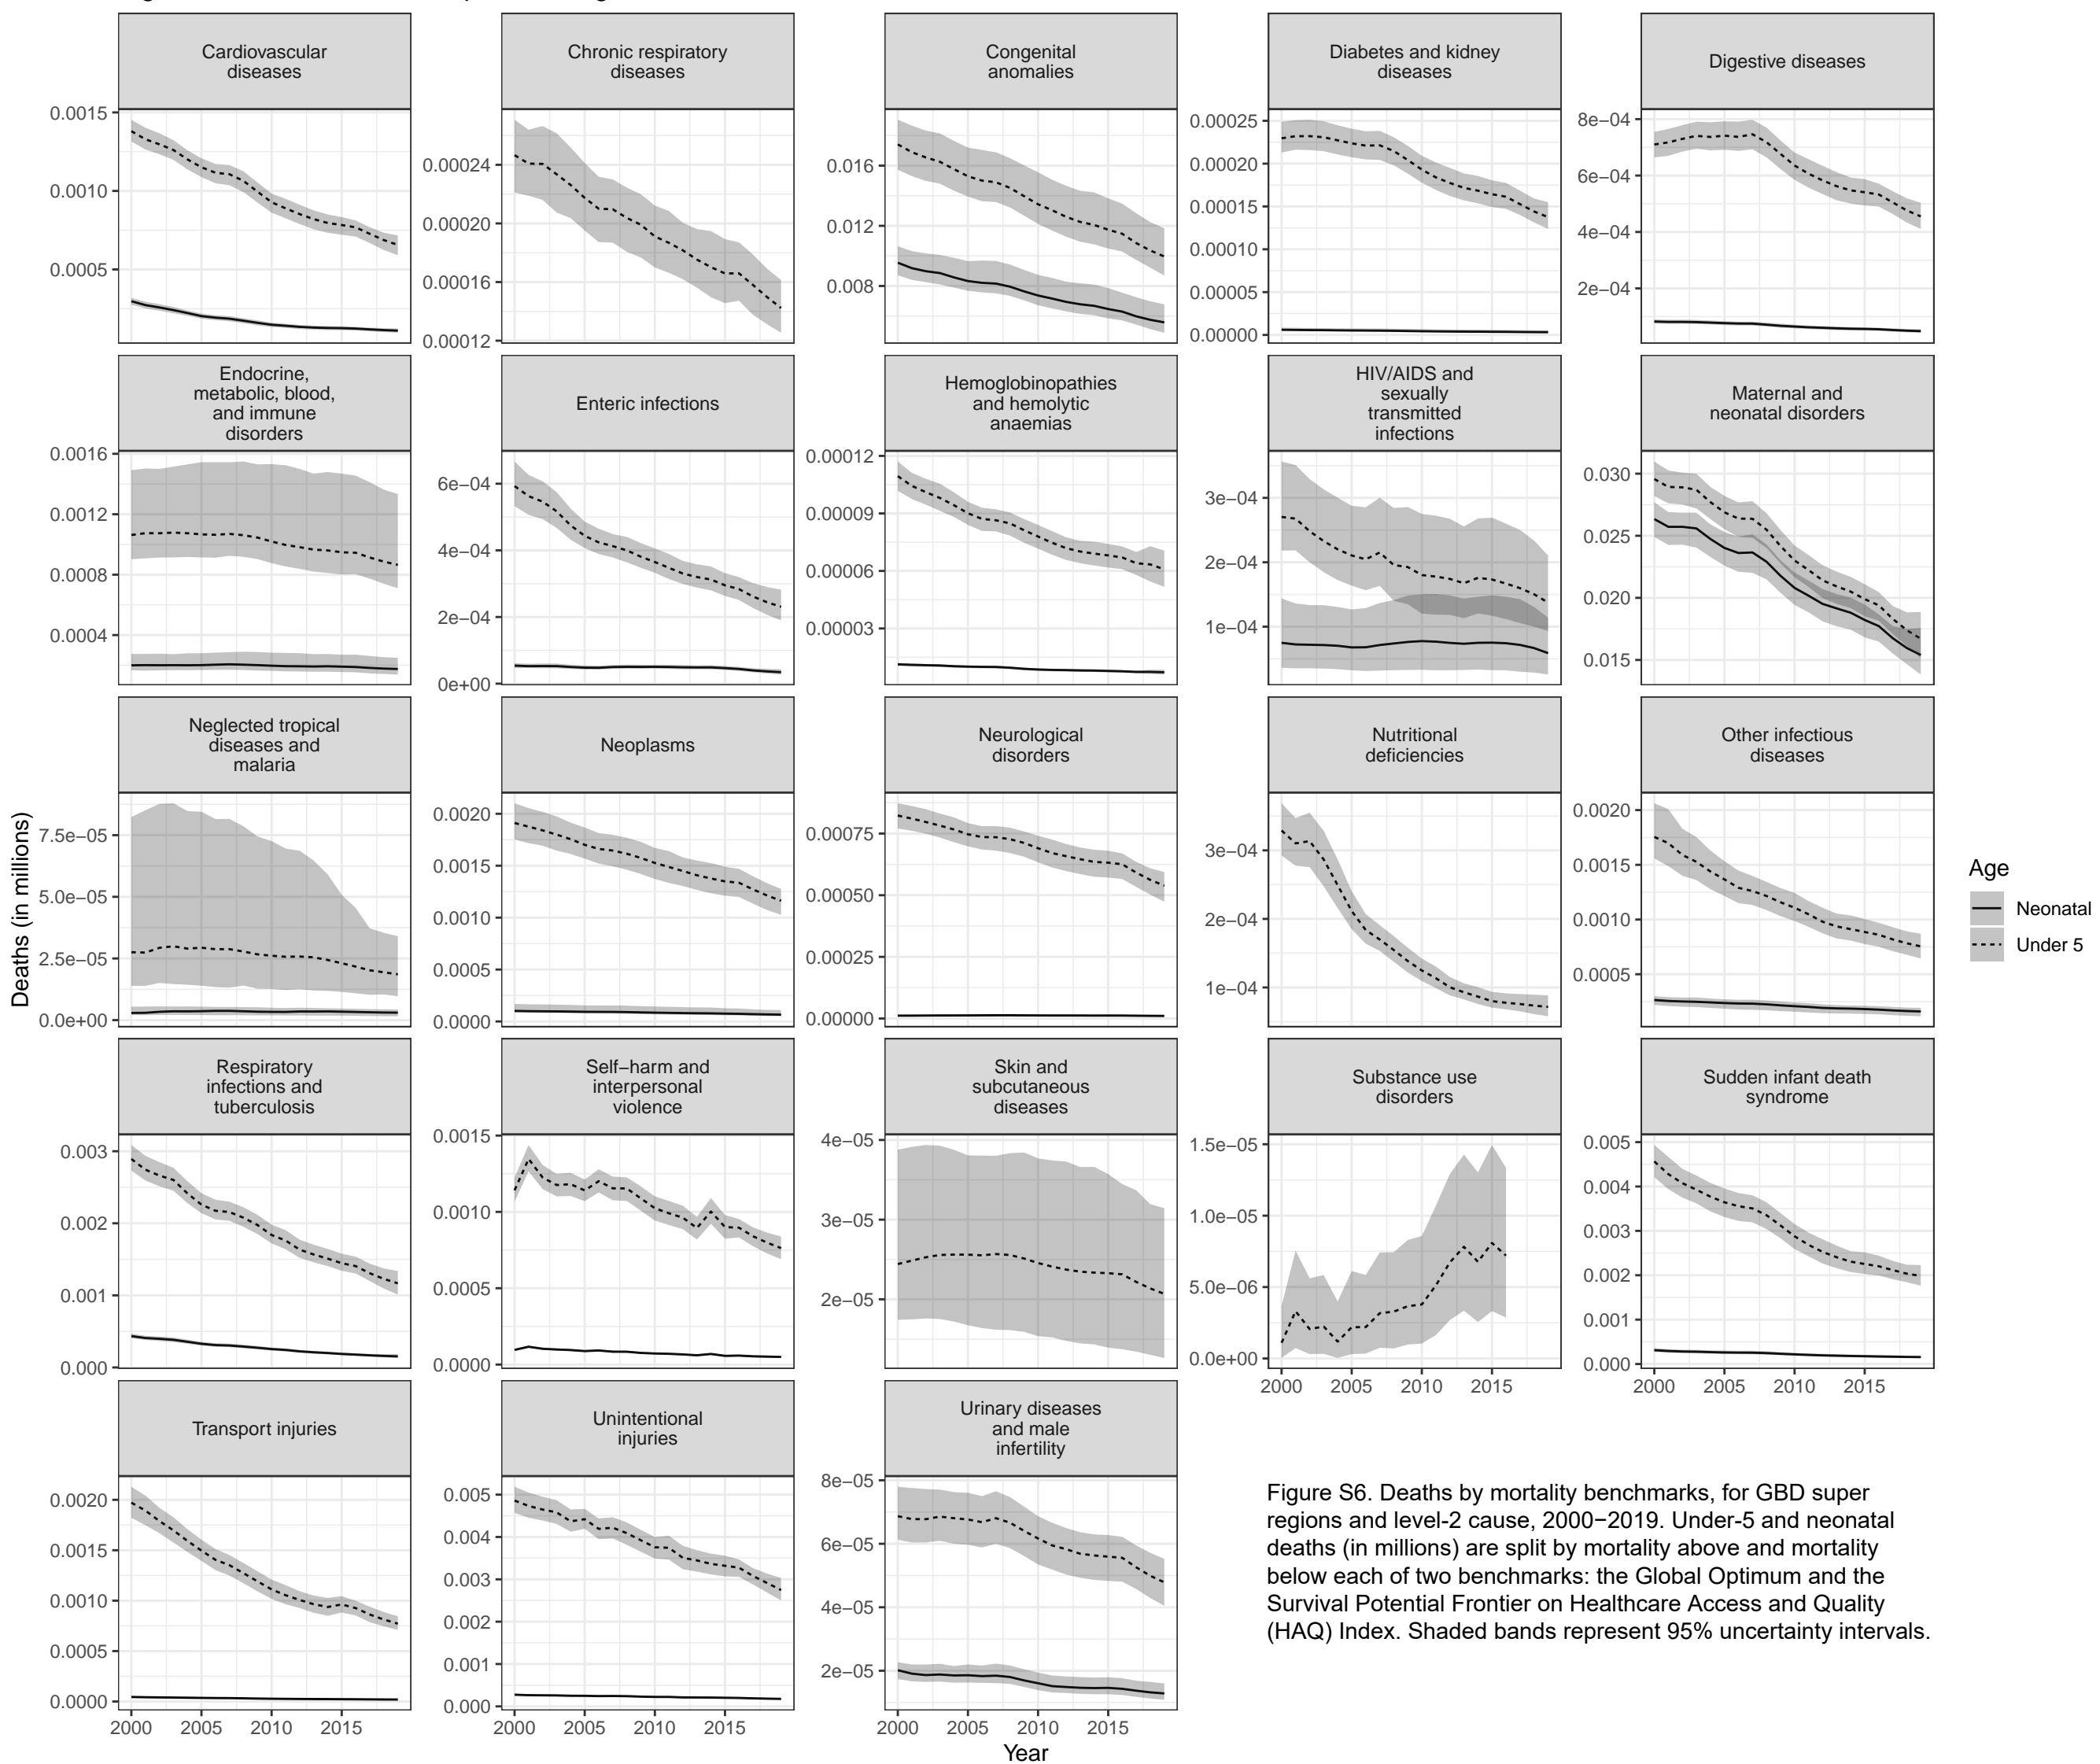 Cardiovascular
diseases
Chronic respiratory
diseases
Congenital
anomalies
Diabetes and kidney
diseases
Digestive diseases
0.0015
0.0010
0.0005
0.00024
0.00020
0.00016
0.00012
0.016
0.012
0.008
0.00025
0.00020
0.00015
0.00010
0.00005
0.00000
8e−04
6e−04
4e−04
2e−04
Endocrine,
metabolic, blood,
and immune
disorders
Enteric infections
Hemoglobinopathies
and hemolytic
anaemias
HIV/AIDS and
sexually
transmitted
infections
Maternal and
neonatal disorders
0.0016
0.0012
0.0008
0.0004
6e−04
4e−04
2e−04
0e+00
0.00012
0.00009
0.00006
0.00003
3e−04
2e−04
1e−04
0.030
0.025
0.020
0.015
Neglected tropical
diseases and
malaria
Neoplasms
Neurological
disorders
Nutritional
deficiencies
Other infectious
diseases
Deaths (in millions)
7.5e−05
5.0e−05
2.5e−05
0.0e+00
0.0020
0.0015
0.0010
0.0005
0.0000
0.00075
0.00050
0.00025
0.00000
3e−04
2e−04
1e−04
0.0020
0.0015
0.0010
0.0005
Age
Neonatal
Under 5
Respiratory
infections and
tuberculosis
Self−harm and
interpersonal
violence
Skin and
subcutaneous
diseases
Substance use
disorders
Sudden infant death
syndrome
0.003
0.002
0.001
0.000
0.0015
0.0010
0.0005
0.0000
4e−05
3e−05
2e−05
1.5e−05
1.0e−05
5.0e−06
0.0e+00
0.005
0.004
0.003
0.002
0.001
0.000
2000 2005 2010 2015
2000 2005 2010 2015
Transport injuries
Unintentional
injuries
Urinary diseases
and male
infertility
0.0020
0.0015
0.0010
0.0005
0.0000
0.005
0.004
0.003
0.002
0.001
0.000
8e−05
6e−05
4e−05
2e−05
2000 2005 2010 2015
2000 2005 2010 2015
2000 2005 2010 2015
Year
Figure S6. Deaths by mortality benchmarks, for GBD super
regions and level-2 cause, 2000−2019. Under-5 and neonatal
deaths (in millions) are split by mortality above and mortality
below each of two benchmarks: the Global Optimum and the
Survival Potential Frontier on Healthcare Access and Quality
(HAQ) Index. Shaded bands represent 95% uncertainty intervals.